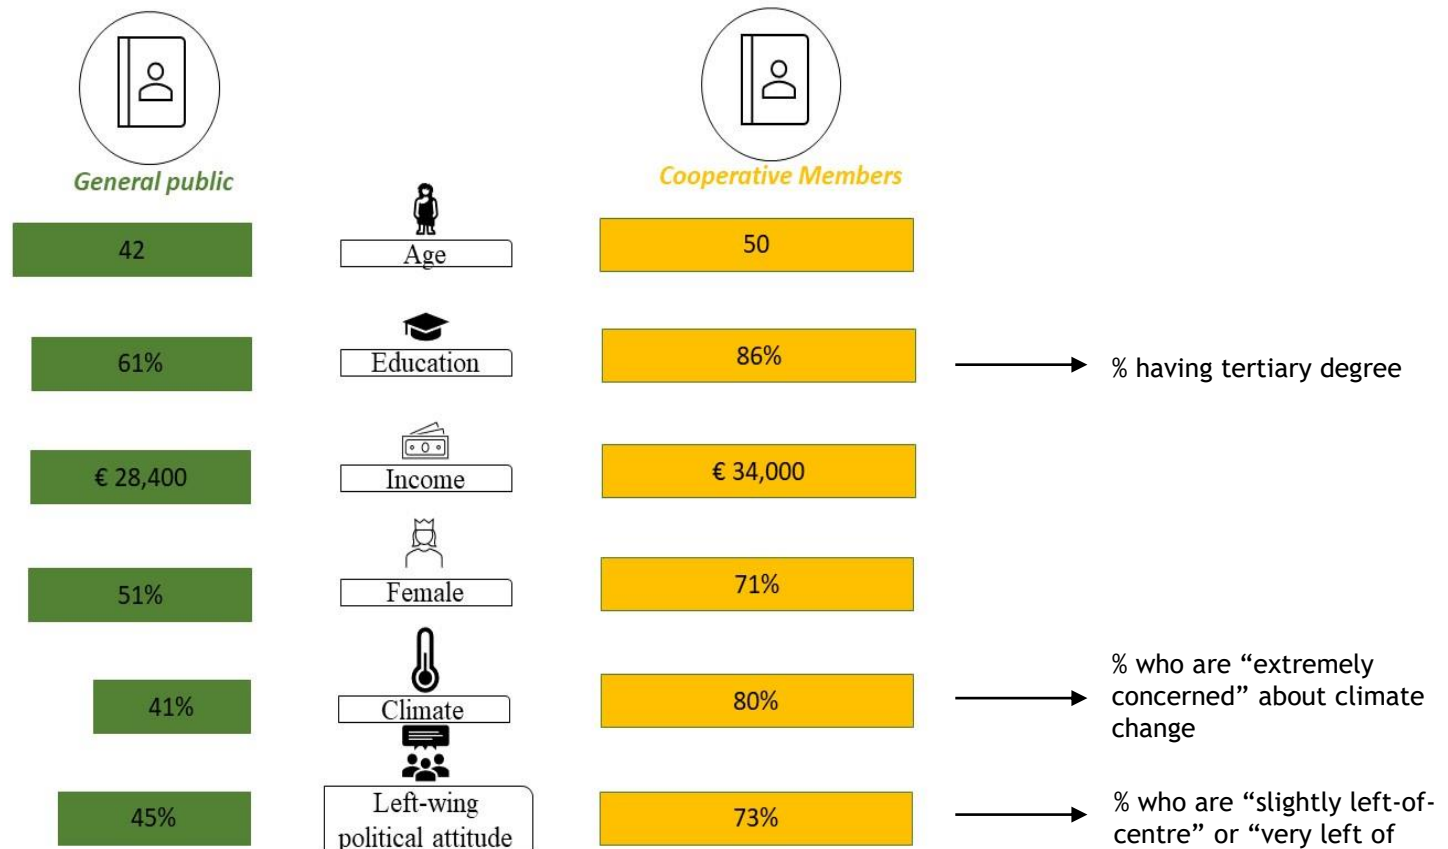 General public
Cooperative Members
42
Age
50
61%
Education
86%
% having tertiary degree
€ 28,400
Income
€ 34,000
51%
Female
71%
41%
Climate
80%
% who are “extremely
concerned” about climate
change
45%
Left-wing
political attitude
73%
% who are “slightly left-of-
centre” or “very left of